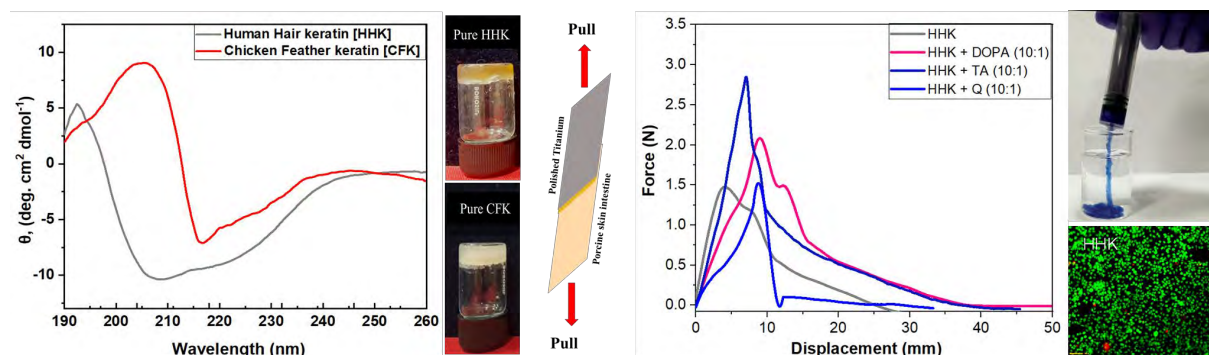 Human Hair keratin [HHK]
Chicken Feather keratin [CFK]
θ, (deg. cm² dmol⁻¹)
10
5
0
-5
-10
190 200 210 220 230 240 250 260
Wavelength (nm)
Pure HHK
Pure CFK
Pull
Polished Titanium
Porcine skin intestine
Pull
HHK
HHK + DOPA (10:1)
HHK + TA (10:1)
HHK + Q (10:1)
Force (N)
3.5
3.0
2.5
2.0
1.5
1.0
0.5
0.0
0 10 20 30 40 50
Displacement (mm)
HHK